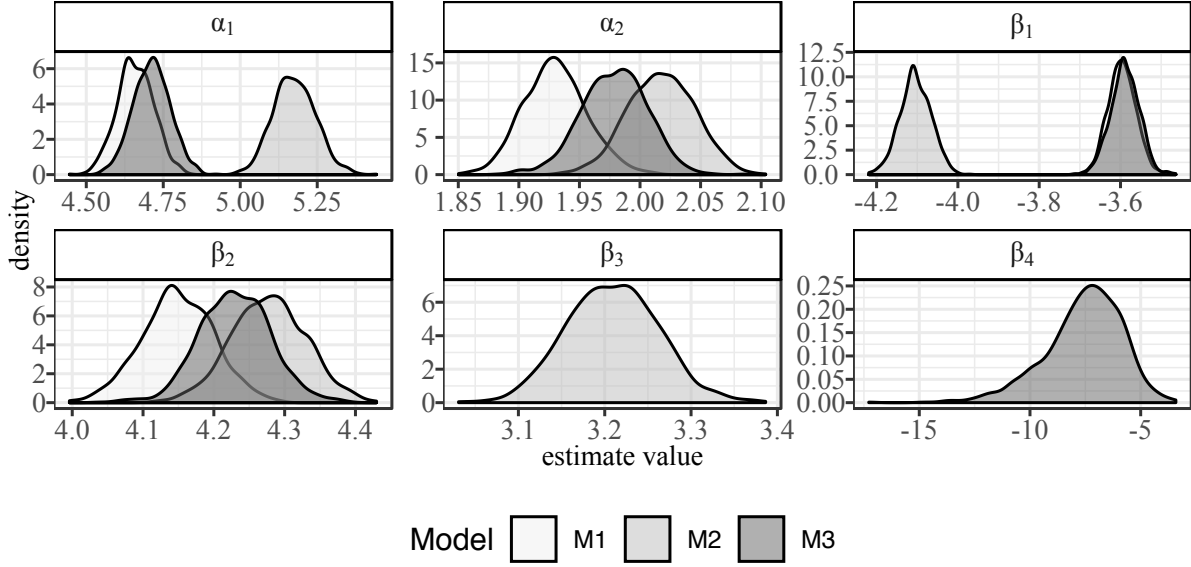 α1 α2 β1
6 4 2 0
4.50 4.75 5.00 5.25
15 10 5 0
1.85 1.90 1.95 2.00 2.05 2.10
12.5 10.0 7.5 5.0 2.5 0.0
-4.2 -4.0 -3.8 -3.6
density
β2 β3 β4
8 6 4 2 0
4.0 4.1 4.2 4.3 4.4
6 4 2 0
3.1 3.2 3.3 3.4
0.25 0.20 0.15 0.10 0.05 0.00
-15 -10 -5
estimate value
Model M1 M2 M3